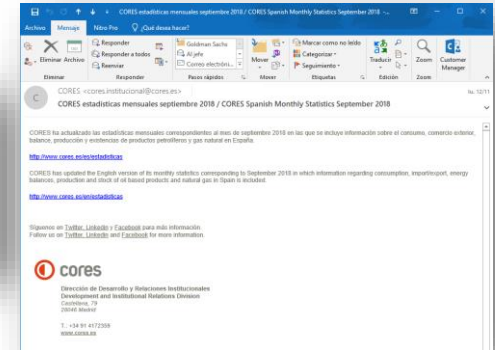 CORES estadísticas mensuales septiembre 2018 / CORES Spanish Monthly Statistics September 2018 -...
Archivo Mensaje Nitro Pro ¿Qué desea hacer?
Eliminar Archivo
Responder
Responder a todos
Reenviar
Goldman Sachs
Al jefe
Correo electróni...
Mover
Marcar como no leído
Categorizar
Seguimiento
Traducir
Zoom
Customer Manager
Eliminar Responder Pasos rápidos Mover Etiquetas Edición Zoom
C
CORES <cores.institucional@cores.es>
lu. 12/11
CORES estadísticas mensuales septiembre 2018 / CORES Spanish Monthly Statistics September 2018
CORES ha actualizado las estadísticas mensuales correspondientes al mes de septiembre 2018 en las que se incluye información sobre el consumo, comercio exterior,
balance, producción y existencias de productos petrolíferos y gas natural en España.
http://www.cores.es/es/estadisticas
CORES has updated the English version of its monthly statistics corresponding to September 2018 in which information regarding consumption, import/export, energy
balances, production and stock of oil based products and natural gas in Spain is included.
http://www.cores.es/en/estadisticas
Síguenos en Twitter, Linkedin y Facebook para más información.
Follow us on Twitter, Linkedin and Facebook for more information.
cores
Dirección de Desarrollo y Relaciones Institucionales
Development and Institutional Relations Division
Castellana, 79
28046 Madrid
T.: +34 91 4172359
www.cores.es